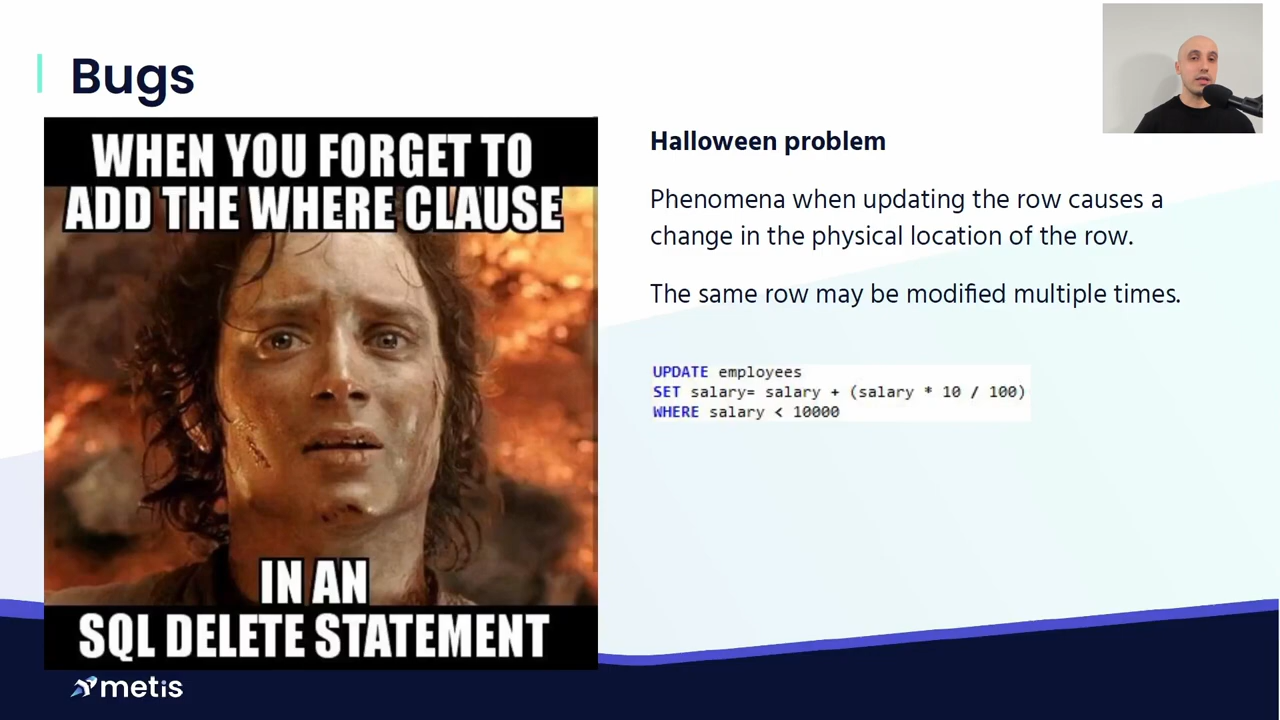 Bugs
WHEN YOU FORGET TO
ADD THE WHERE CLAUSE
IN AN
SQL DELETE STATEMENT
Halloween problem
Phenomena when updating the row causes a
change in the physical location of the row.
The same row may be modified multiple times.
UPDATE employees
SET salary= salary + (salary * 10 / 100)
WHERE salary < 10000
metis